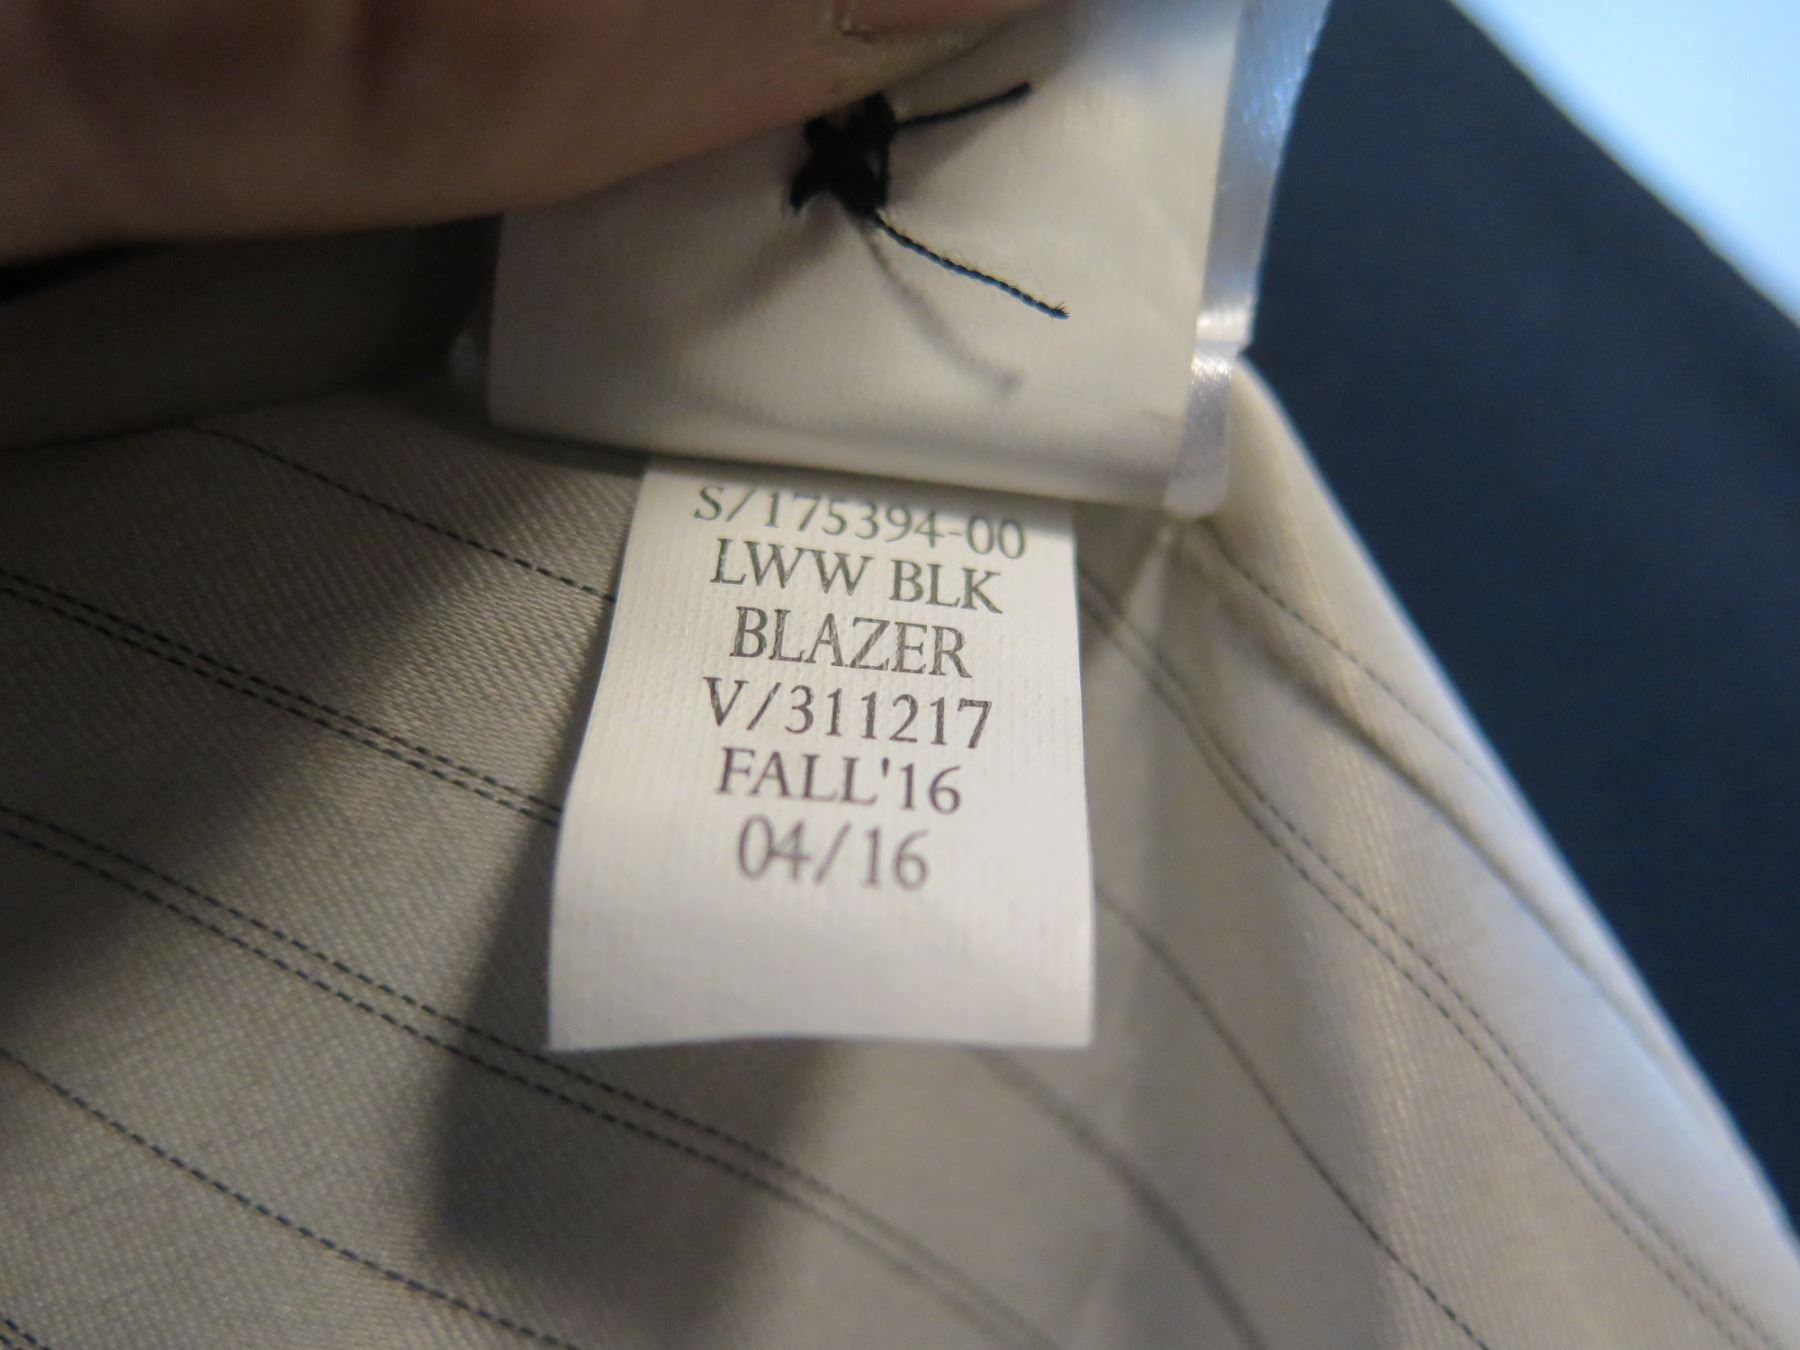 S/175394-00
LWW BLK
BLAZER
V/311217
FALL'16
04/16